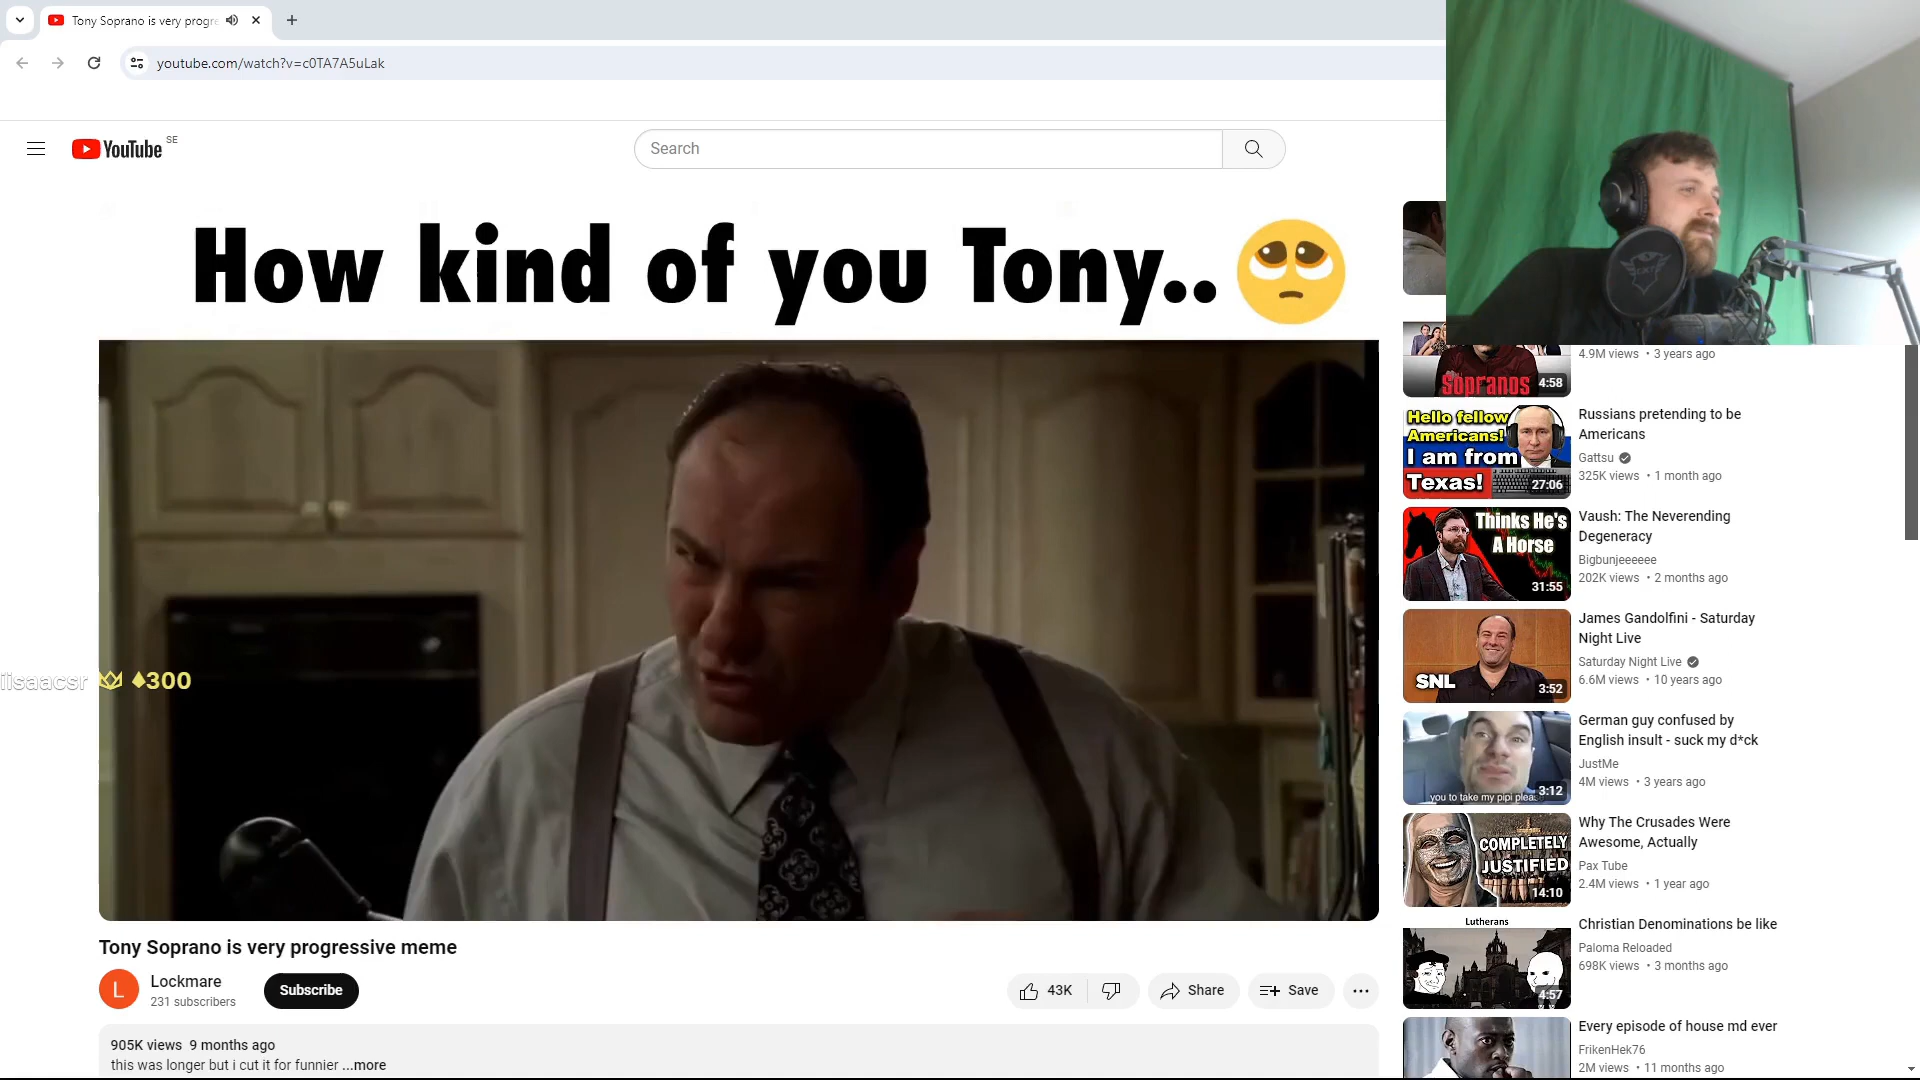 Tony Soprano is very progre
youtube.com/watch?v=c0TA7A5uLak
YouTube SE
Search
How kind of you Tony..
iisaacsr 300
Tony Soprano is very progressive meme
Lockmare
231 subscribers
Subscribe
43K
Share
Save
905K views 9 months ago
this was longer but i cut it for funnier ...more
Sopranos
4:58
4.9M views • 3 years ago
Hello fellow
Americans!
I am from
Texas!
27:06
Russians pretending to be
Americans
Gattsu
325K views • 1 month ago
Thinks He's
A Horse
31:55
Vaush: The Neverending
Degeneracy
Bigbunjeeeeee
202K views • 2 months ago
SNL
3:52
James Gandolfini - Saturday
Night Live
Saturday Night Live
6.6M views • 10 years ago
you to take my pipi pleas
3:12
German guy confused by
English insult - suck my d*ck
JustMe
4M views • 3 years ago
COMPLETELY
JUSTIFIED
14:10
Why The Crusades Were
Awesome, Actually
Pax Tube
2.4M views • 1 year ago
Lutherans
4:57
Christian Denominations be like
Paloma Reloaded
698K views • 3 months ago
Every episode of house md ever
FrikenHek76
2M views • 11 months ago